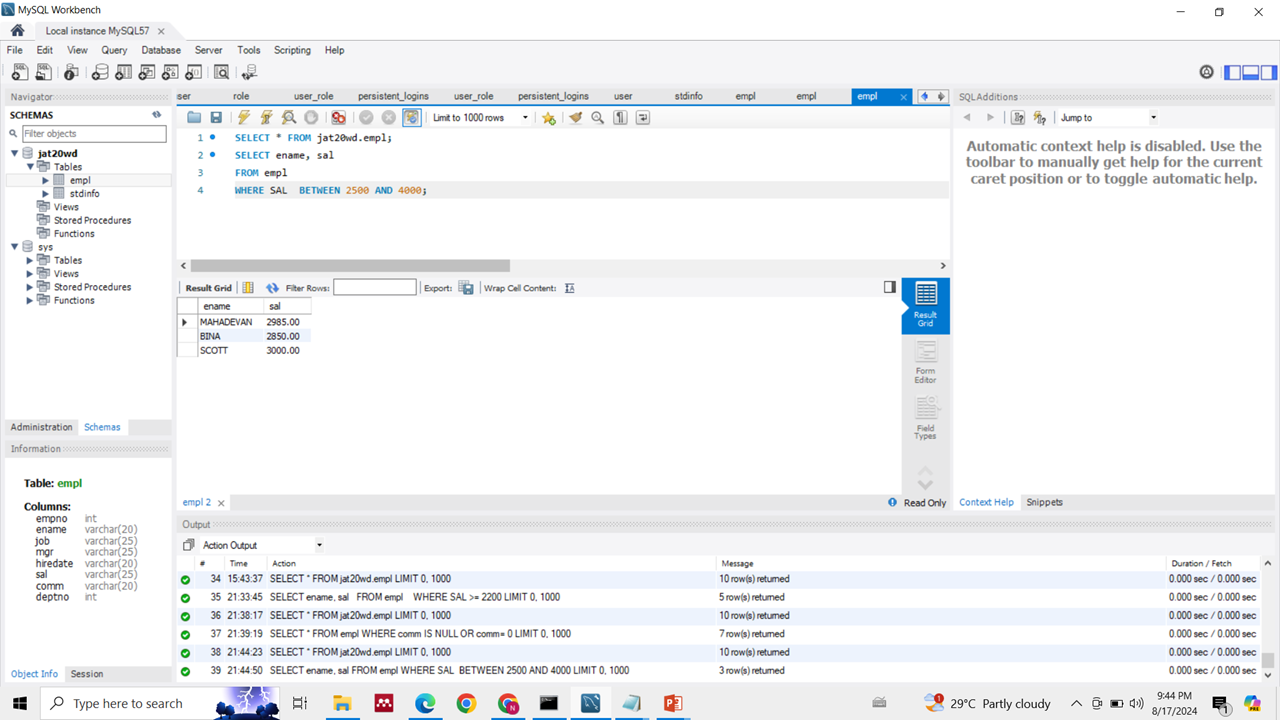 MySQL Workbench
Local instance MySQL57
File Edit View Query Database Server Tools Scripting Help
Navigator
SCHEMAS
Filter objects
jat20wd
Tables
empl
stdinfo
Views
Stored Procedures
Functions
sys
Tables
Views
Stored Procedures
Functions
Administration Schemas
Information
Table: empl
Columns:
empno int
ename varchar(20)
job varchar(25)
mgr varchar(25)
hiredate varchar(20)
sal varchar(25)
comm varchar(20)
deptno int
Object Info Session
user role user_role persistent_logins user_role persistent_logins user stdinfo empl empl empl
Limit to 1000 rows
1 SELECT * FROM jat20wd.empl;
2 SELECT ename, sal
3 FROM empl
4 WHERE SAL  BETWEEN 2500 AND 4000;
Result Grid Filter Rows: Export: Wrap Cell Content:
ename sal
MAHADEVAN 2985.00
BINA 2850.00
SCOTT 3000.00
Result Grid
Form Editor
Field Types
empl 2 Read Only
SQLAdditions
Jump to
Automatic context help is disabled. Use the
toolbar to manually get help for the current
caret position or to toggle automatic help.
Context Help Snippets
Output
Action Output
# Time Action Message Duration / Fetch
34 15:43:37 SELECT * FROM jat20wd.empl LIMIT 0, 1000 10 row(s) returned 0.000 sec / 0.000 sec
35 21:33:45 SELECT ename, sal   FROM empl    WHERE SAL >= 2200 LIMIT 0, 1000 5 row(s) returned 0.000 sec / 0.000 sec
36 21:38:17 SELECT * FROM jat20wd.empl LIMIT 0, 1000 10 row(s) returned 0.000 sec / 0.000 sec
37 21:39:19 SELECT * FROM empl WHERE comm IS NULL OR comm= 0 LIMIT 0, 1000 7 row(s) returned 0.000 sec / 0.000 sec
38 21:44:23 SELECT * FROM jat20wd.empl LIMIT 0, 1000 10 row(s) returned 0.000 sec / 0.000 sec
39 21:44:50 SELECT ename, sal FROM empl WHERE SAL  BETWEEN 2500 AND 4000 LIMIT 0, 1000 3 row(s) returned 0.000 sec / 0.000 sec
Type here to search
29°C Partly cloudy
9:44 PM
8/17/2024